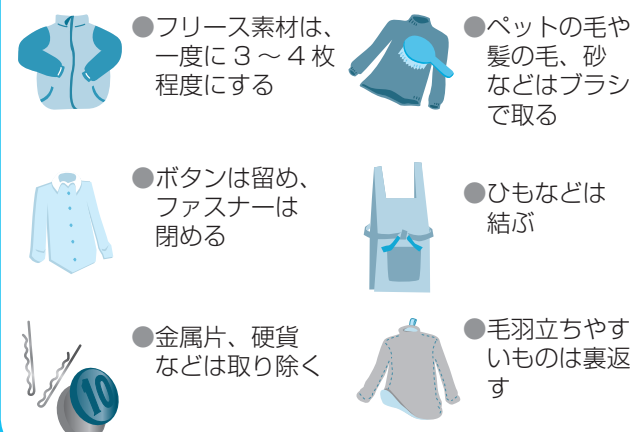 ●フリース素材は、
一度に 3 ～ 4 枚
程度にする
●ペットの毛や
髪の毛、砂
などはブラシ
で取る
●ボタンは留め、
ファスナーは
閉める
●ひもなどは
結ぶ
●金属片、硬貨
などは取り除く
10
●毛羽立ちやす
いものは裏返
す